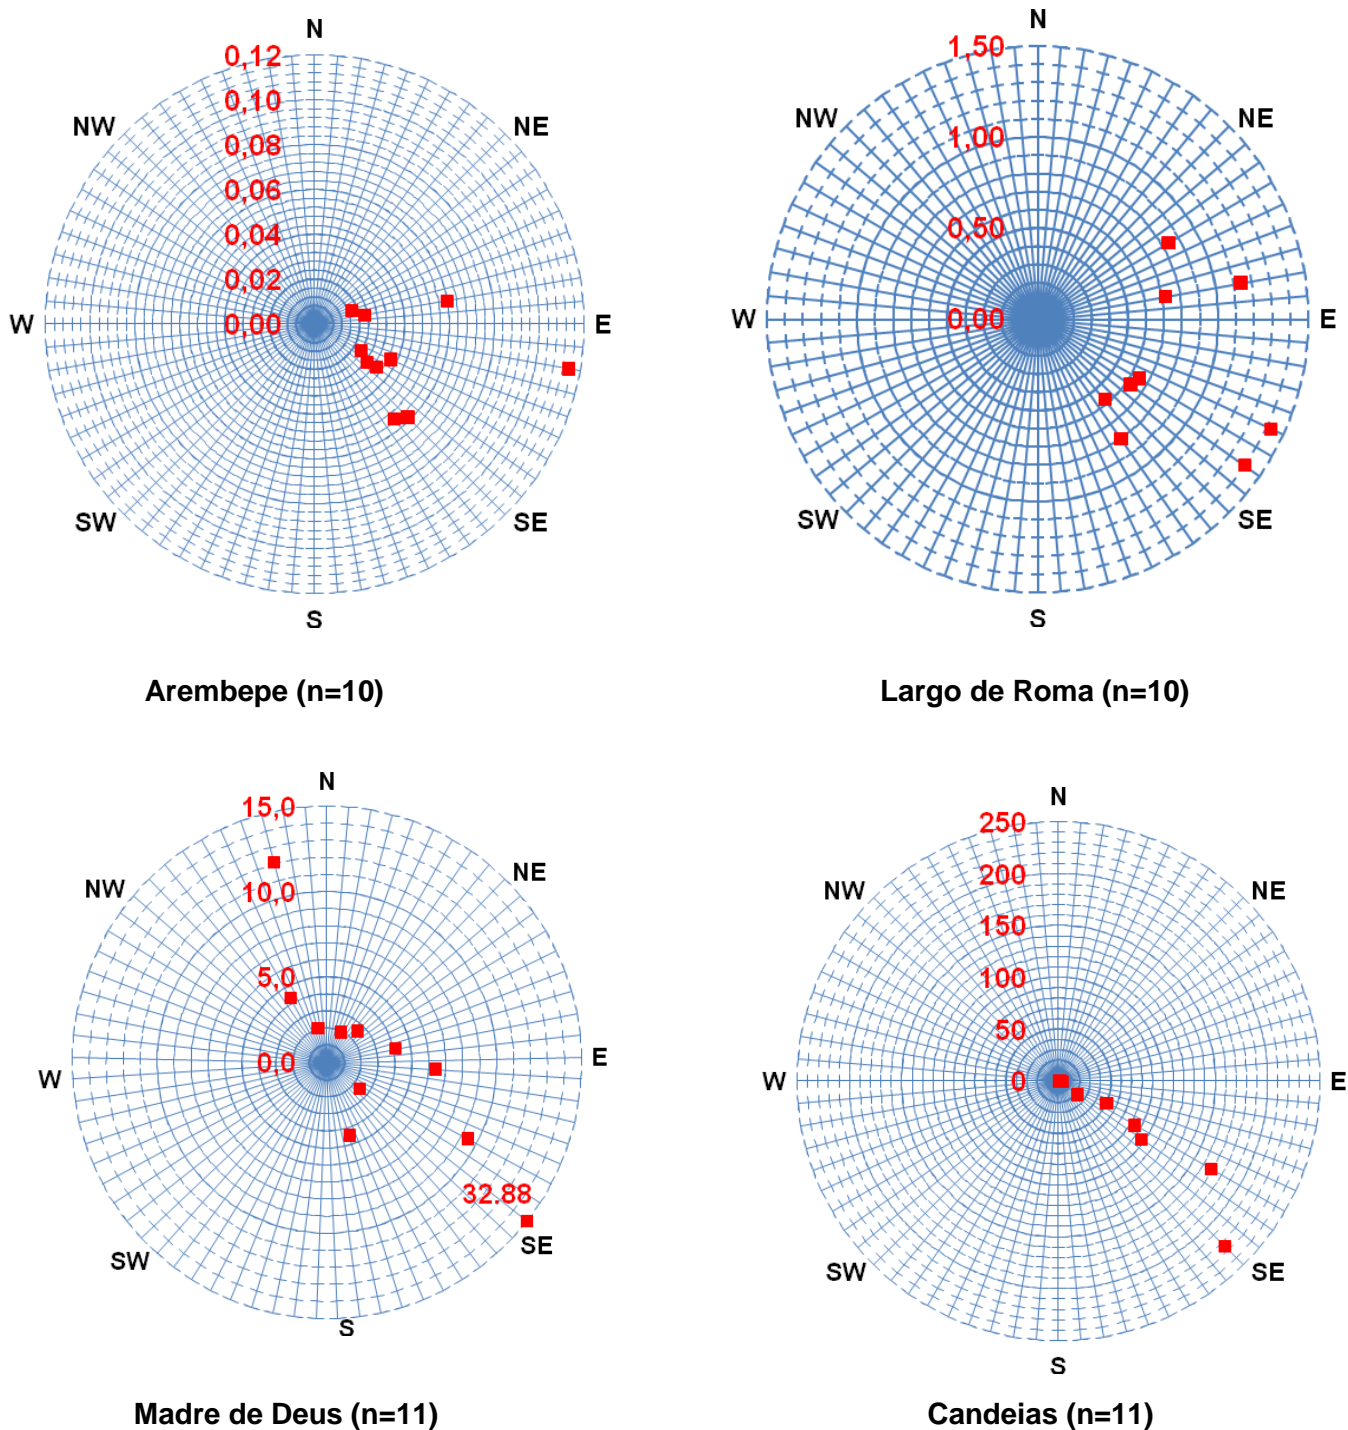 N
0,12
0,10
0,08
0,06
0,04
0,02
0,00
NW
NE
W
E
SW
SE
S
Arembepe (n=10)
N
1,50
1,00
0,50
0,00
NW
NE
W
E
SW
SE
S
Largo de Roma (n=10)
N
15,0
10,0
5,0
0,0
NW
NE
W
E
32.88
SW
SE
S
Madre de Deus (n=11)
N
250
200
150
100
50
0
NW
NE
W
E
SW
SE
S
Candeias (n=11)